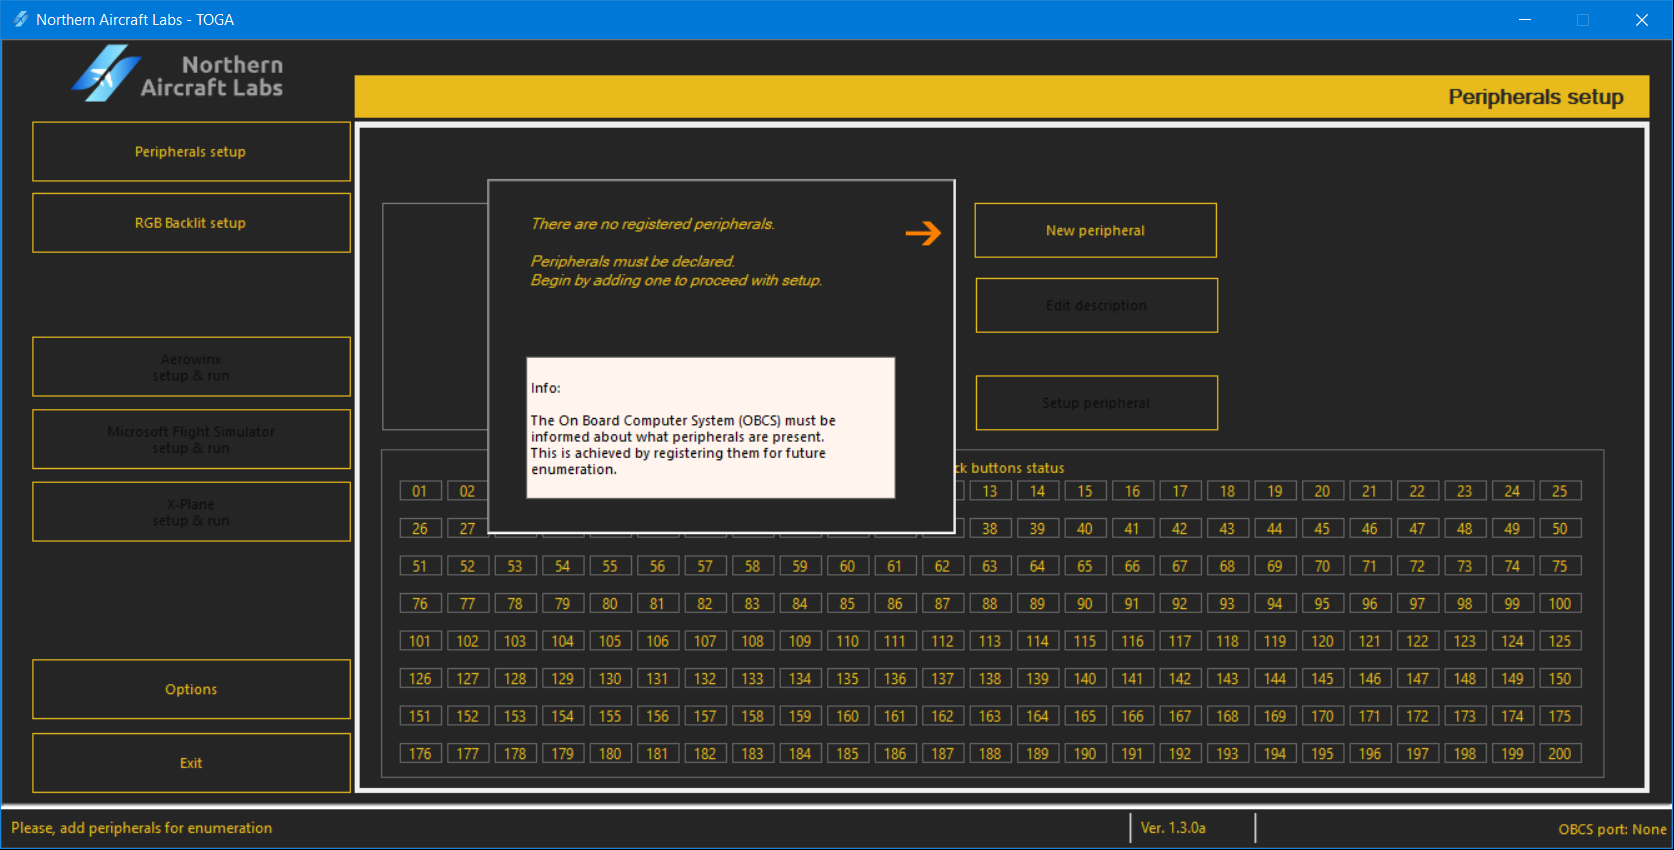 Northern Aircraft Labs - TOGA
Northern
Aircraft Labs
Peripherals setup
Peripherals setup
RGB Backlit setup
Aerowinx
setup & run
Microsoft Flight Simulator
setup & run
X-Plane
setup & run
Options
Exit
There are no registered peripherals.
Peripherals must be declared.
Begin by adding one to proceed with setup.
Info:
The On Board Computer System (OBCS) must be
informed about what peripherals are present.
This is achieved by registering them for future
enumeration.
New peripheral
Edit description
Setup peripheral
ck buttons status
01 02 13 14 15 16 17 18 19 20 21 22 23 24 25
26 27 38 39 40 41 42 43 44 45 46 47 48 49 50
51 52 53 54 55 56 57 58 59 60 61 62 63 64 65 66 67 68 69 70 71 72 73 74 75
76 77 78 79 80 81 82 83 84 85 86 87 88 89 90 91 92 93 94 95 96 97 98 99 100
101 102 103 104 105 106 107 108 109 110 111 112 113 114 115 116 117 118 119 120 121 122 123 124 125
126 127 128 129 130 131 132 133 134 135 136 137 138 139 140 141 142 143 144 145 146 147 148 149 150
151 152 153 154 155 156 157 158 159 160 161 162 163 164 165 166 167 168 169 170 171 172 173 174 175
176 177 178 179 180 181 182 183 184 185 186 187 188 189 190 191 192 193 194 195 196 197 198 199 200
Please, add peripherals for enumeration
Ver. 1.3.0a
OBCS port: None